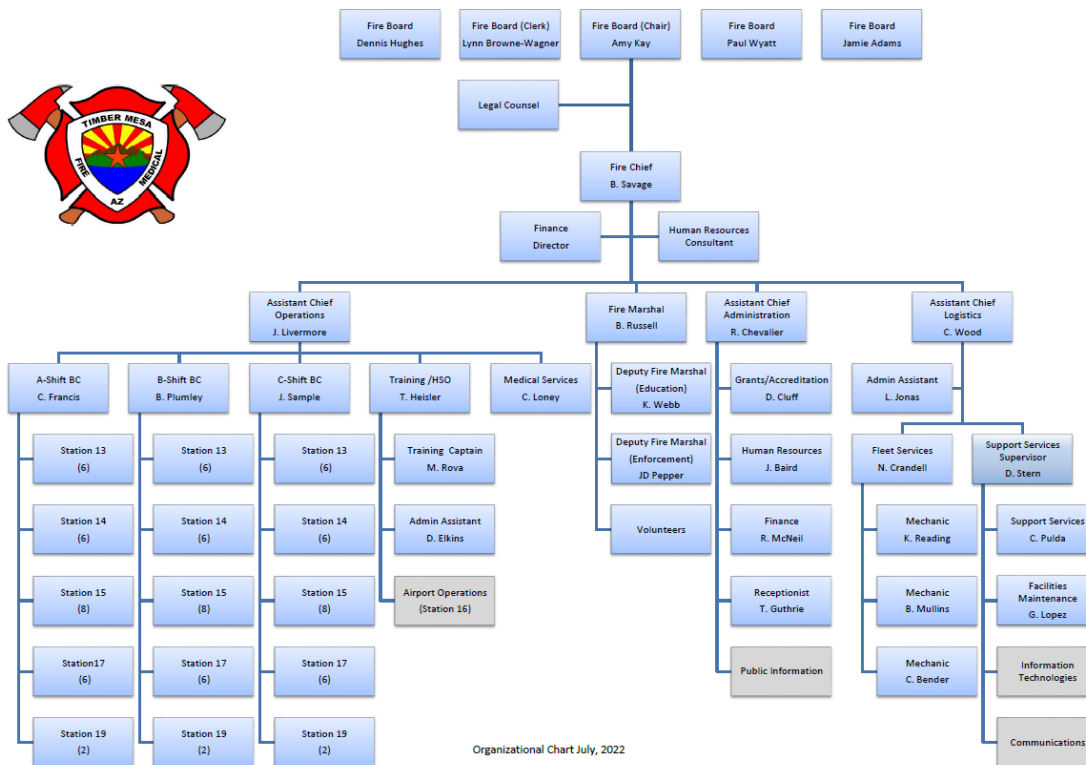 Fire Board
Dennis Hughes
Fire Board (Clerk)
Lynn Browne-Wagner
Fire Board (Chair)
Amy Kay
Fire Board
Paul Wyatt
Fire Board
Jamie Adams
TIMBER MESA
FIRE
MEDICAL
AZ
Legal Counsel
Fire Chief
B. Savage
Finance
Director
Human Resources
Consultant
Assistant Chief
Operations
J. Livermore
Fire Marshal
B. Russell
Assistant Chief
Administration
R. Chevalier
Assistant Chief
Logistics
C. Wood
A-Shift BC
C. Francis
B-Shift BC
B. Plumley
C-Shift BC
J. Sample
Training /HSO
T. Heisler
Medical Services
C. Loney
Deputy Fire Marshal
(Education)
K. Webb
Grants/Accreditation
D. Cluff
Admin Assistant
L. Jonas
Station 13
(6)
Station 13
(6)
Station 13
(6)
Training Captain
M. Rova
Deputy Fire Marshal
(Enforcement)
JD Pepper
Human Resources
J. Baird
Fleet Services
N. Crandell
Support Services
Supervisor
D. Stern
Station 14
(6)
Station 14
(6)
Station 14
(6)
Admin Assistant
D. Elkins
Volunteers
Finance
R. McNeil
Mechanic
K. Reading
Support Services
C. Pulda
Station 15
(8)
Station 15
(8)
Station 15
(8)
Airport Operations
(Station 16)
Receptionist
T. Guthrie
Mechanic
B. Mullins
Facilities
Maintenance
G. Lopez
Station17
(6)
Station 17
(6)
Station 17
(6)
Public Information
Mechanic
C. Bender
Information
Technologies
Station 19
(2)
Station 19
(2)
Station 19
(2)
Communications
Organizational Chart July, 2022